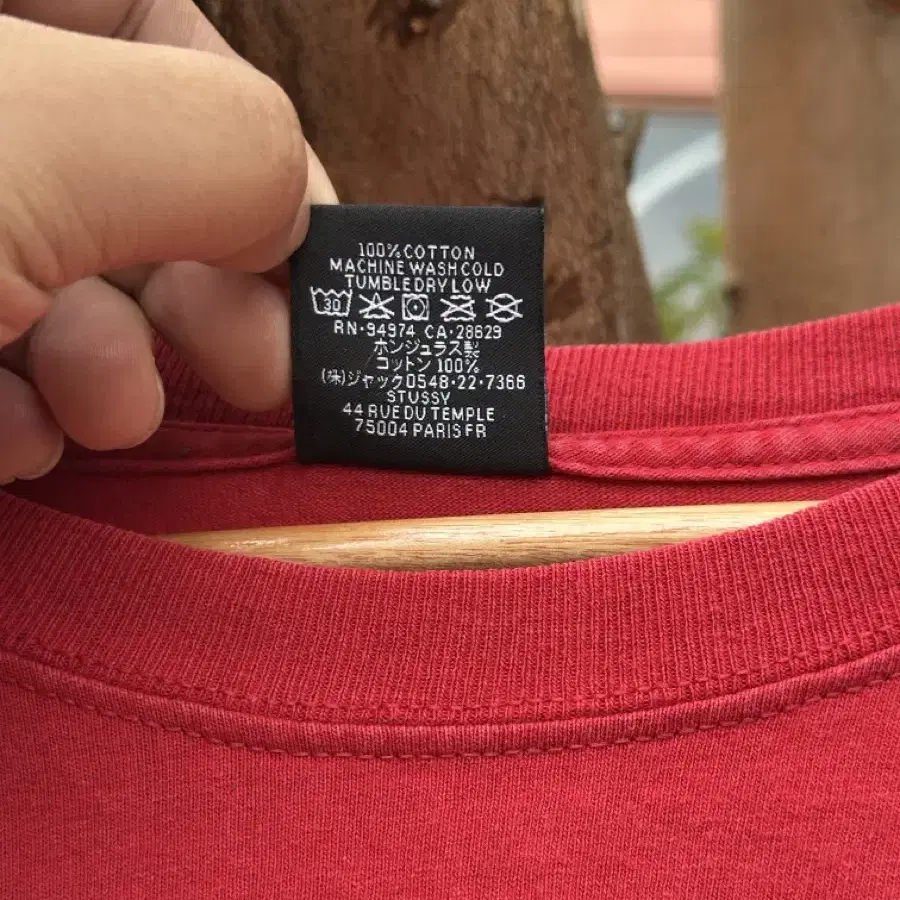 100% COTTON
MACHINE WASH COLD
TUMBLE DRY LOW
30
RN·94974 CA·28629
ホンジュラス製
コットン 100%
(株)ジャック0548·22·7366
STUSSY
44 RUE DU TEMPLE
75004 PARIS FR